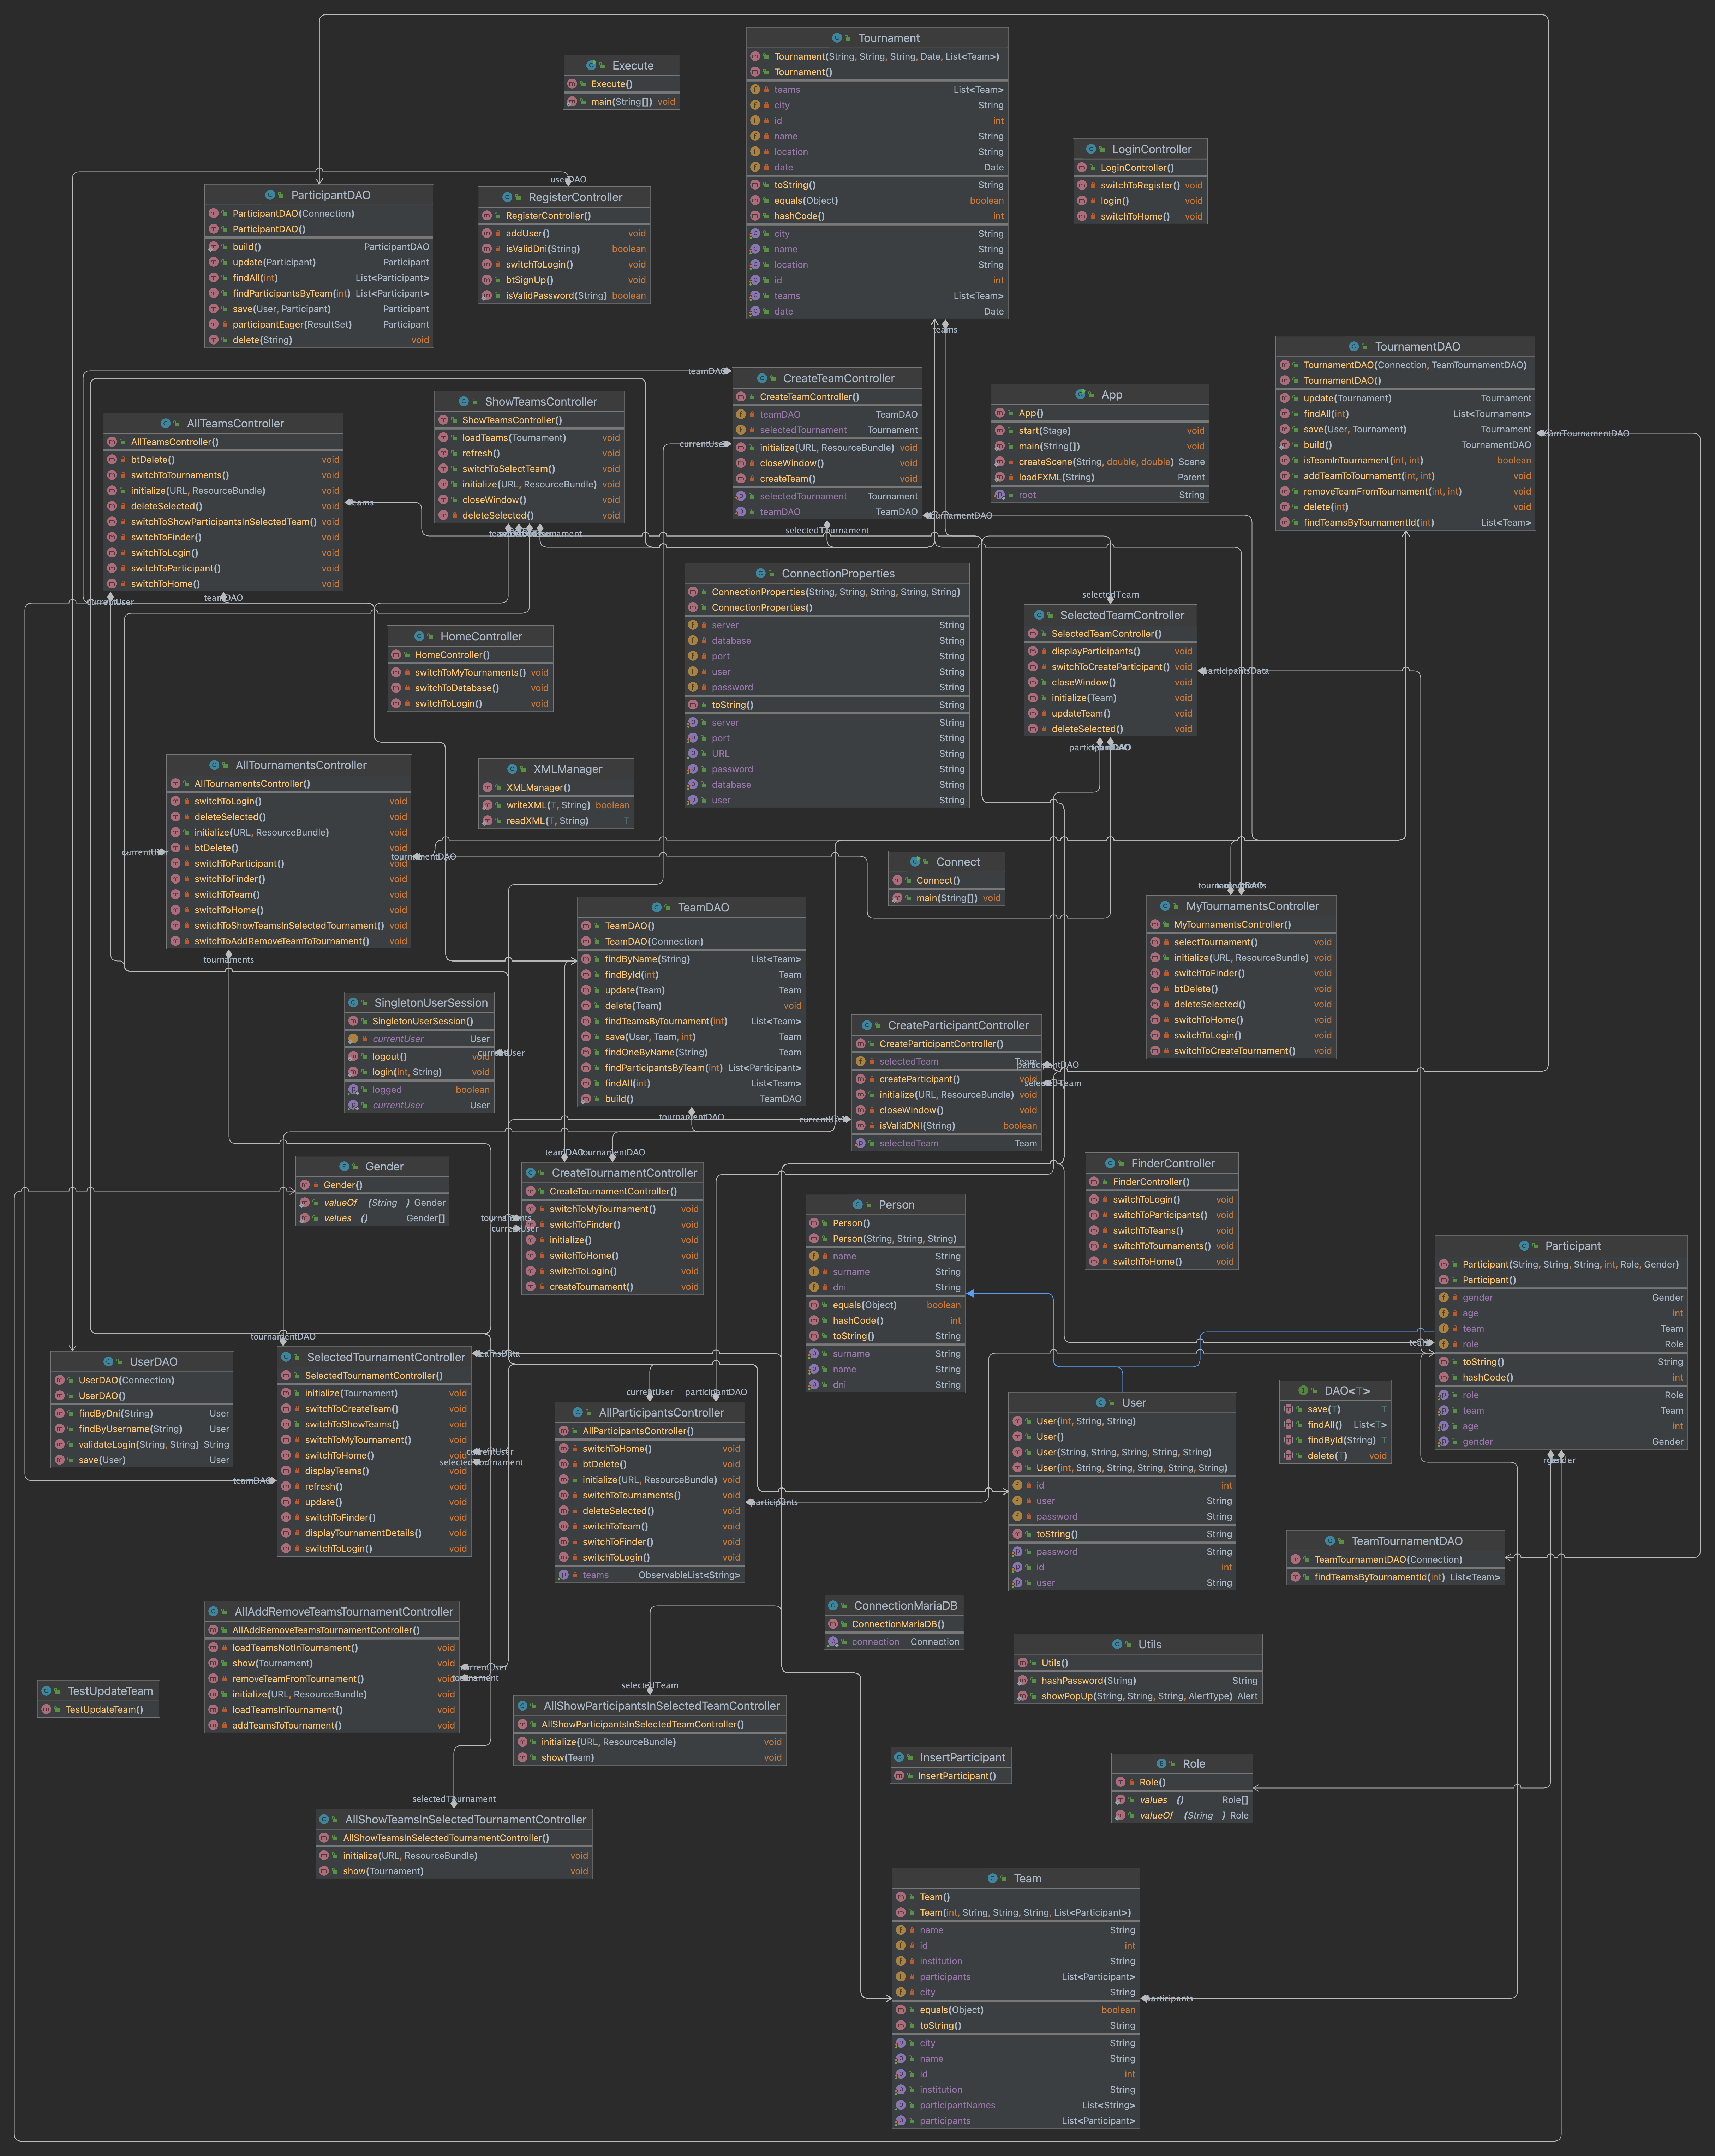 Execute
Execute()
main(String[]) void
Tournament
Tournament(String, String, String, Date, List<Team>)
Tournament()
teams List<Team>
city String
id int
name String
location String
date Date
toString() String
equals(Object) boolean
hashCode() int
city String
name String
location String
id int
teams List<Team>
date Date
teams
LoginController
LoginController()
switchToRegister() void
login() void
switchToHome() void
ParticipantDAO
ParticipantDAO(Connection)
ParticipantDAO()
build() ParticipantDAO
update(Participant) Participant
findAll(int) List<Participant>
findParticipantsByTeam(int) List<Participant>
save(User, Participant) Participant
participantEager(ResultSet) Participant
delete(String) void
userDAO
RegisterController
RegisterController()
addUser() void
isValidDni(String) boolean
switchToLogin() void
btSignUp() void
isValidPassword(String) boolean
TournamentDAO
TournamentDAO(Connection, TeamTournamentDAO)
TournamentDAO()
update(Tournament) Tournament
findAll(int) List<Tournament>
save(User, Tournament) Tournament
build() TournamentDAO
isTeamInTournament(int, int) boolean
addTeamToTournament(int, int) void
removeTeamFromTournament(int, int) void
delete(int) void
findTeamsByTournamentId(int) List<Team>
teamDAO
CreateTeamController
CreateTeamController()
teamDAO TeamDAO
selectedTournament Tournament
initialize(URL, ResourceBundle) void
closeWindow() void
createTeam() void
selectedTournament Tournament
teamDAO TeamDAO
currentUser
selectedTournament
App
App()
start(Stage) void
main(String[]) void
createScene(String, double, double) Scene
loadFXML(String) Parent
root String
ShowTeamsController
ShowTeamsController()
loadTeams(Tournament) void
refresh() void
switchToSelectTeam() void
initialize(URL, ResourceBundle) void
closeWindow() void
deleteSelected() void
AllTeamsController
AllTeamsController()
btDelete() void
switchToTournaments() void
initialize(URL, ResourceBundle) void
deleteSelected() void
switchToShowParticipantsInSelectedTeam() void
switchToFinder() void
switchToLogin() void
switchToParticipant() void
switchToHome() void
teams
currentUser
teamDAO
ConnectionProperties
ConnectionProperties(String, String, String, String, String)
ConnectionProperties()
server String
database String
port String
user String
password String
toString() String
server String
port String
URL String
password String
database String
user String
selectedTeam
SelectedTeamController
SelectedTeamController()
displayParticipants() void
switchToCreateParticipant() void
closeWindow() void
initialize(Team) void
updateTeam() void
deleteSelected() void
participantsData
HomeController
HomeController()
switchToMyTournaments() void
switchToDatabase() void
switchToLogin() void
AllTournamentsController
AllTournamentsController()
switchToLogin() void
deleteSelected() void
initialize(URL, ResourceBundle) void
btDelete() void
switchToParticipant() void
switchToFinder() void
switchToTeam() void
switchToHome() void
switchToShowTeamsInSelectedTournament() void
switchToAddRemoveTeamToTournament() void
currentUser
tournamentDAO
tournaments
XMLManager
XMLManager()
writeXML(T, String) boolean
readXML(T, String) T
Connect
Connect()
main(String[]) void
MyTournamentsController
MyTournamentsController()
selectTournament() void
initialize(URL, ResourceBundle) void
switchToFinder() void
btDelete() void
deleteSelected() void
switchToHome() void
switchToLogin() void
switchToCreateTournament() void
TeamDAO
TeamDAO()
TeamDAO(Connection)
findByName(String) List<Team>
findById(int) Team
update(Team) Team
delete(Team) void
findTeamsByTournament(int) List<Team>
save(User, Team, int) Team
findOneByName(String) Team
findParticipantsByTeam(int) List<Participant>
findAll(int) List<Team>
build() TeamDAO
tournamentDAO
SingletonUserSession
SingletonUserSession()
currentUser User
logout() void
login(int, String) void
logged boolean
currentUser User
currentUser
CreateParticipantController
CreateParticipantController()
selectedTeam Team
createParticipant() void
initialize(URL, ResourceBundle) void
closeWindow() void
isValidDNI(String) boolean
selectedTeam Team
participantDAO
selectedTeam
currentUser
Gender
Gender()
valueOf (String ) Gender
values () Gender[]
teamDAO
tournamentDAO
CreateTournamentController
CreateTournamentController()
switchToMyTournament() void
switchToFinder() void
initialize() void
switchToHome() void
switchToLogin() void
createTournament() void
tournaments
currentUser
FinderController
FinderController()
switchToLogin() void
switchToParticipants() void
switchToTeams() void
switchToTournaments() void
switchToHome() void
Person
Person()
Person(String, String, String)
name String
surname String
dni String
equals(Object) boolean
hashCode() int
toString() String
surname String
name String
dni String
Participant
Participant(String, String, String, int, Role, Gender)
Participant()
gender Gender
age int
team Team
role Role
toString() String
hashCode() int
role Role
team Team
age int
gender Gender
team
UserDAO
UserDAO(Connection)
UserDAO()
findByDni(String) User
findByUsername(String) User
validateLogin(String, String) String
save(User) User
tournamentDAO
SelectedTournamentController
SelectedTournamentController()
initialize(Tournament) void
switchToCreateTeam() void
switchToShowTeams() void
switchToMyTournament() void
switchToHome() void
displayTeams() void
refresh() void
update() void
switchToFinder() void
displayTournamentDetails() void
switchToLogin() void
teamsData
currentUser
selectedTournament
teamDAO
currentUser
participantDAO
AllParticipantsController
AllParticipantsController()
switchToHome() void
btDelete() void
initialize(URL, ResourceBundle) void
switchToTournaments() void
deleteSelected() void
switchToTeam() void
switchToFinder() void
switchToLogin() void
teams ObservableList<String>
participants
User
User(int, String, String)
User()
User(String, String, String, String, String)
User(int, String, String, String, String, String)
id int
user String
password String
toString() String
password String
id int
user String
DAO<T>
save(T) T
findAll() List<T>
findById(String) T
delete(T) void
TeamTournamentDAO
TeamTournamentDAO(Connection)
findTeamsByTournamentId(int) List<Team>
AllAddRemoveTeamsTournamentController
AllAddRemoveTeamsTournamentController()
loadTeamsNotInTournament() void
show(Tournament) void
removeTeamFromTournament() void
initialize(URL, ResourceBundle) void
loadTeamsInTournament() void
addTeamsToTournament() void
currentUser
tournament
ConnectionMariaDB
ConnectionMariaDB()
connection Connection
Utils
Utils()
hashPassword(String) String
showPopUp(String, String, String, AlertType) Alert
TestUpdateTeam
TestUpdateTeam()
selectedTeam
AllShowParticipantsInSelectedTeamController
AllShowParticipantsInSelectedTeamController()
initialize(URL, ResourceBundle) void
show(Team) void
InsertParticipant
InsertParticipant()
Role
Role()
values () Role[]
valueOf (String ) Role
selectedTournament
AllShowTeamsInSelectedTournamentController
AllShowTeamsInSelectedTournamentController()
initialize(URL, ResourceBundle) void
show(Tournament) void
Team
Team()
Team(int, String, String, String, List<Participant>)
name String
id int
institution String
participants List<Participant>
city String
equals(Object) boolean
toString() String
city String
name String
id int
institution String
participantNames List<String>
participants List<Participant>
participants